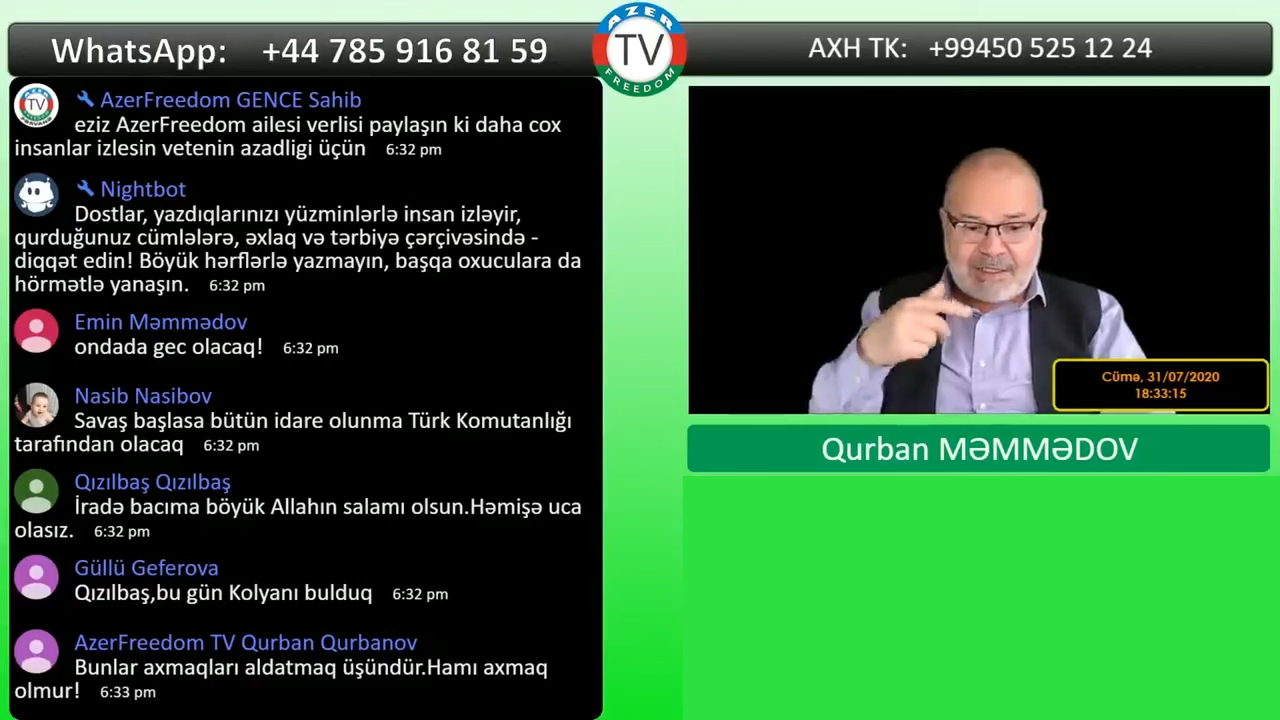 WhatsApp: +44 785 916 81 59
AZER
TV
FREEDOM
AXH TK: +99450 525 12 24
TV
AzerFreedom GENCE Sahib
eziz AzerFreedom ailesi verlisi paylaşın ki daha cox
insanlar izlesin vetenin azadligi üçün 6:32 pm
Nightbot
Dostlar, yazdıqlarınızı yüzminlərlə insan izləyir,
qurduğunuz cümlələrə, əxlaq və tərbiyə çərçivəsində -
diqqət edin! Böyük hərflərlə yazmayın, başqa oxuculara da
hörmətlə yanaşın. 6:32 pm
Emin Məmmədov
ondada gec olacaq! 6:32 pm
Nasib Nasibov
Savaş başlasa bütün idare olunma Türk Komutanlığı
tarafından olacaq 6:32 pm
Qızılbaş Qızılbaş
İradə bacıma böyük Allahın salamı olsun.Həmişə uca
olasız. 6:32 pm
Güllü Geferova
Qızılbaş,bu gün Kolyanı bulduq 6:32 pm
AzerFreedom TV Qurban Qurbanov
Bunlar axmaqları aldatmaq üşündür.Hamı axmaq
olmur! 6:33 pm
Cümə, 31/07/2020
18:33:15
Qurban MƏMMƏDOV